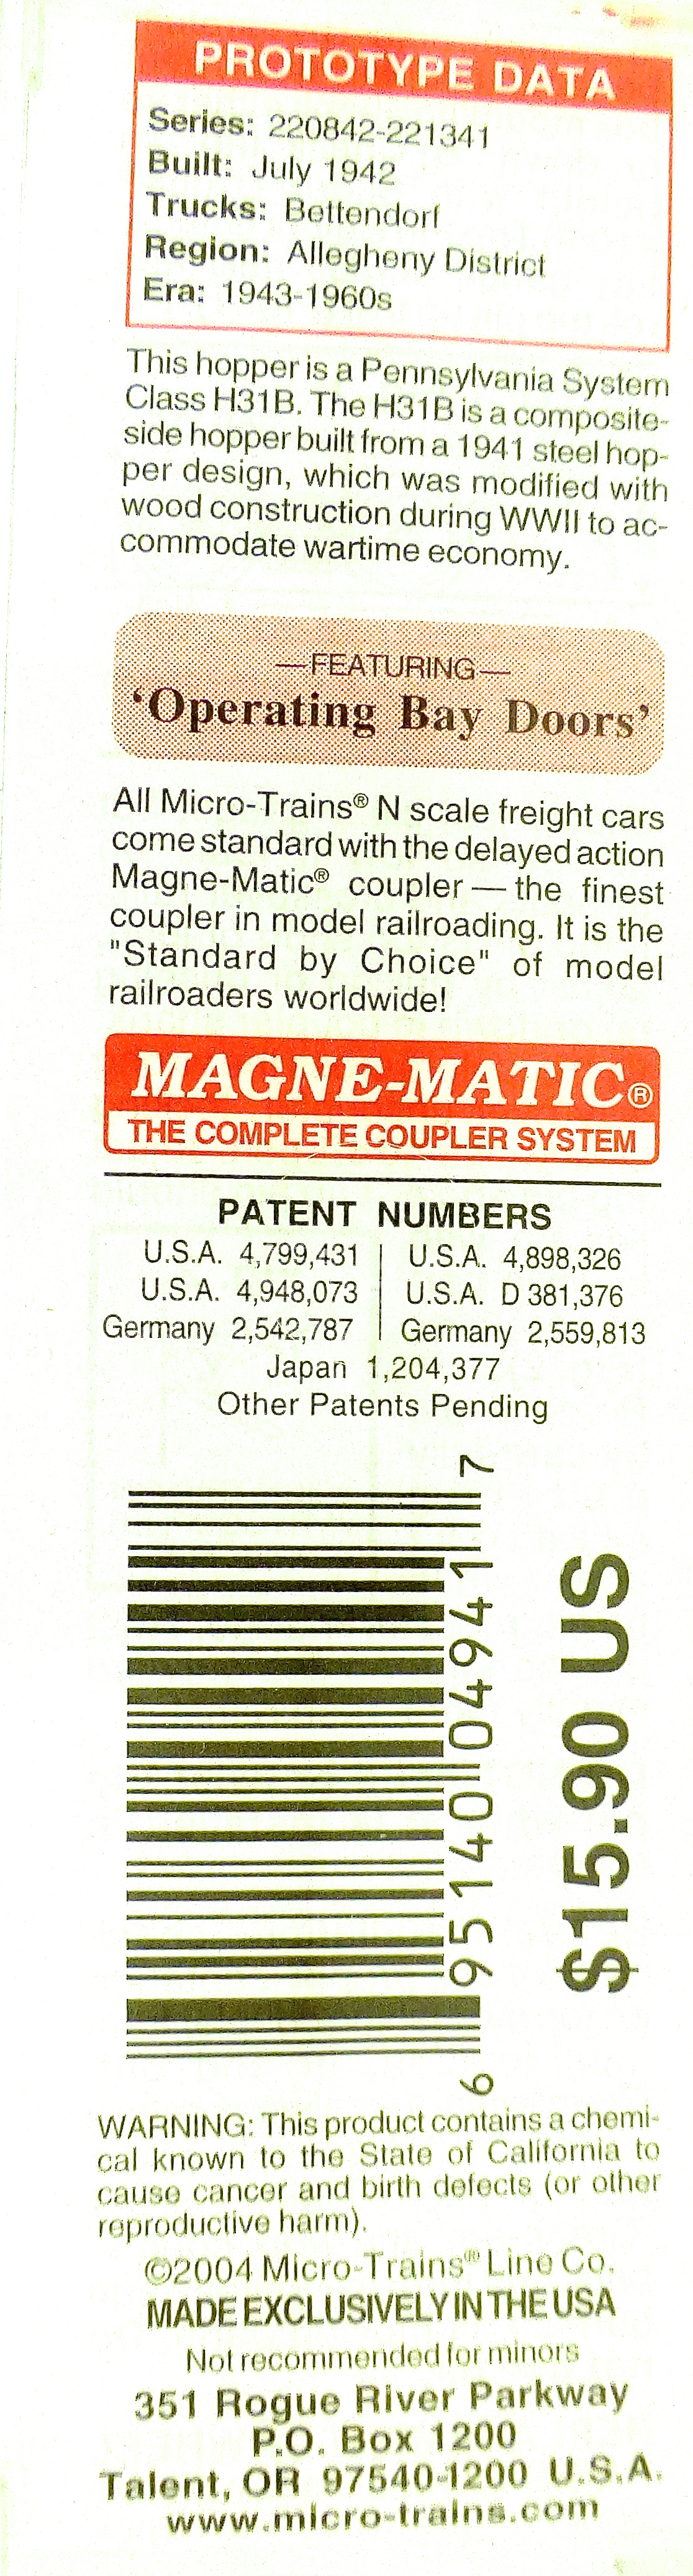 PROTOTYPE DATA
Series: 220842-221341
Built: July 1942
Trucks: Bettendorf
Region: Allegheny District
Era: 1943-1960s
This hopper is a Pennsylvania System
Class H31B. The H31B is a composite-
side hopper built from a 1941 steel hop-
per design, which was modified with
wood construction during WWII to ac-
commodate wartime economy.
—FEATURING—
'Operating Bay Doors'
All Micro-Trains® N scale freight cars
come standard with the delayed action
Magne-Matic® coupler — the finest
coupler in model railroading. It is the
"Standard by Choice" of model
railroaders worldwide!
MAGNE-MATIC®
THE COMPLETE COUPLER SYSTEM
PATENT NUMBERS
U.S.A. 4,799,431 | U.S.A. 4,898,326
U.S.A. 4,948,073 | U.S.A. D 381,376
Germany 2,542,787 | Germany 2,559,813
Japan 1,204,377
Other Patents Pending
6 95140 04941 7
$15.90 US
WARNING: This product contains a chemi-
cal known to the State of California to
cause cancer and birth defects (or other
reproductive harm).
©2004 Micro-Trains® Line Co.
MADE EXCLUSIVELY IN THE USA
Not recommended for minors
351 Rogue River Parkway
P.O. Box 1200
Talent, OR 97540-1200 U.S.A.
www.micro-trains.com